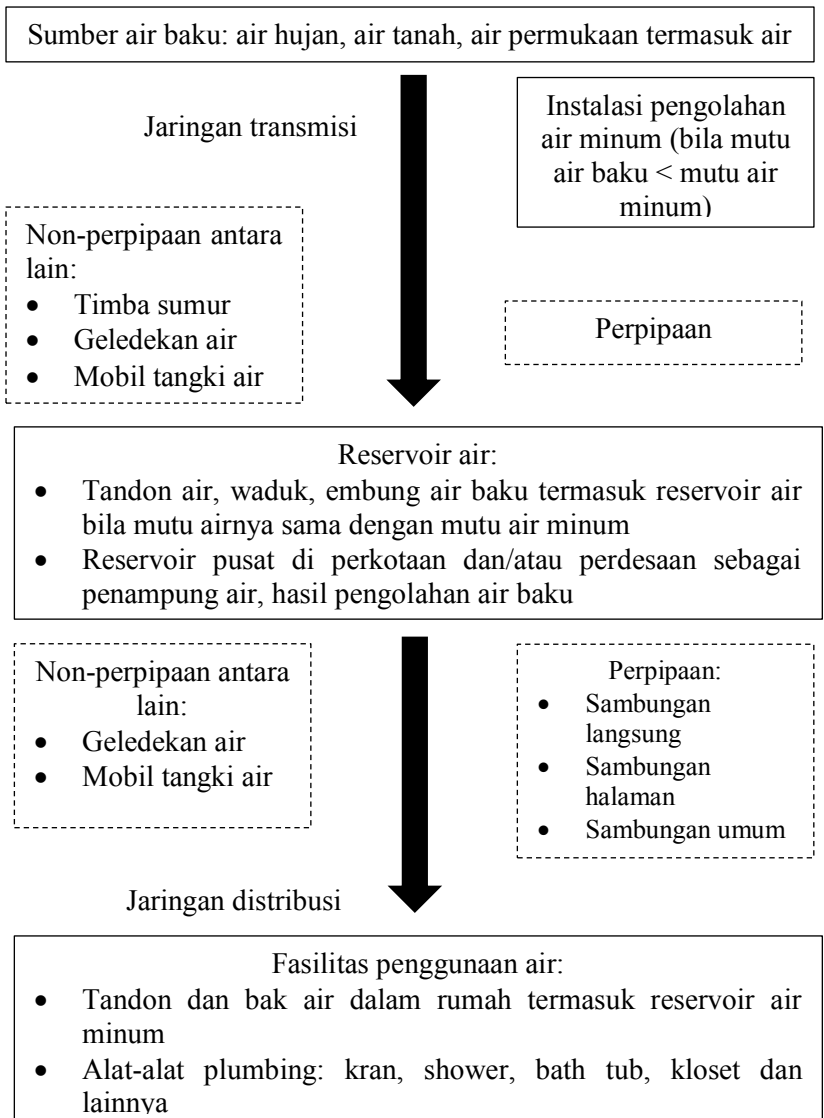 Sumber air baku: air hujan, air tanah, air permukaan termasuk air
Jaringan transmisi
Instalasi pengolahan
air minum (bila mutu
air baku < mutu air
minum)
Non-perpipaan antara
lain:
• Timba sumur
• Geledekan air
• Mobil tangki air
Perpipaan
Reservoir air:
• Tandon air, waduk, embung air baku termasuk reservoir air
bila mutu airnya sama dengan mutu air minum
• Reservoir pusat di perkotaan dan/atau perdesaan sebagai
penampung air, hasil pengolahan air baku
Non-perpipaan antara
lain:
• Geledekan air
• Mobil tangki air
Perpipaan:
• Sambungan
langsung
• Sambungan
halaman
• Sambungan umum
Jaringan distribusi
Fasilitas penggunaan air:
• Tandon dan bak air dalam rumah termasuk reservoir air
minum
• Alat-alat plumbing: kran, shower, bath tub, kloset dan
lainnya